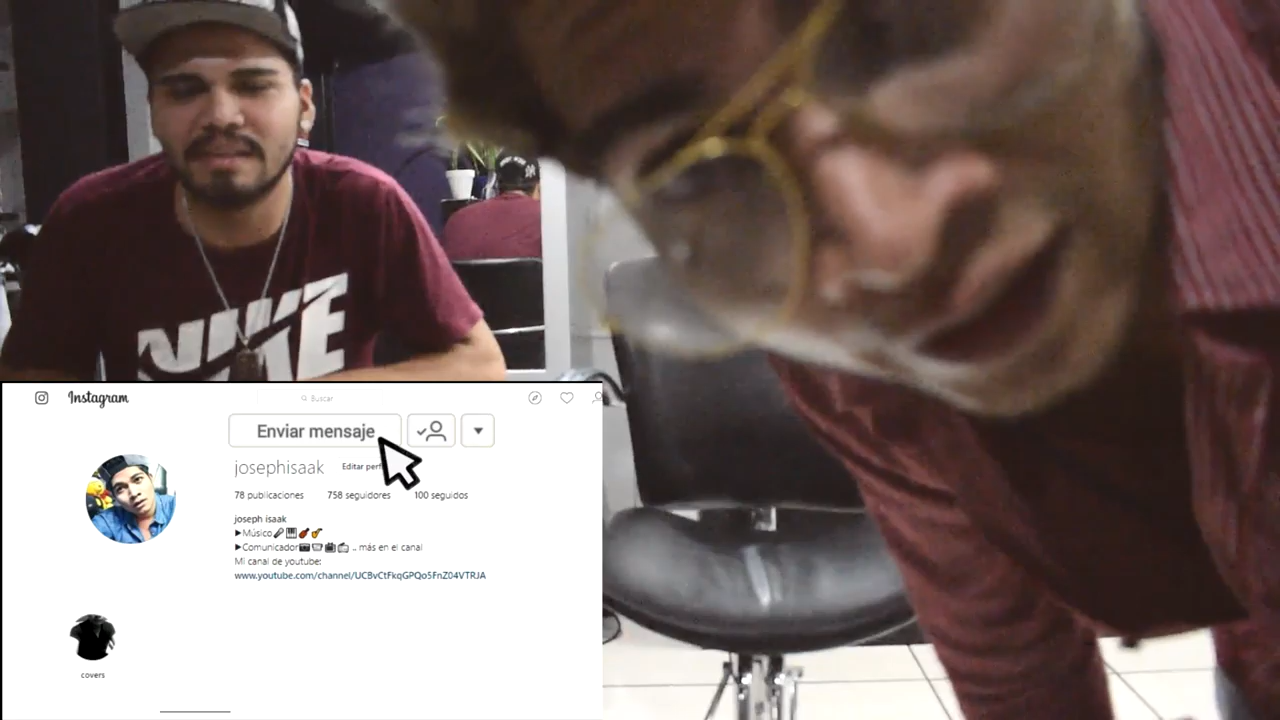 NIKE
Instagram
Buscar
Enviar mensaje
josephisaak
Editar perf
78 publicaciones 758 seguidores 100 seguidos
joseph isaak
▶Músico🎤🎹🎻🎷
▶Comunicador📷📻 .. más en el canal
Mi canal de youtube:
www.youtube.com/channel/UCBvCtFkqGPQo5FnZ04VTRJA
covers